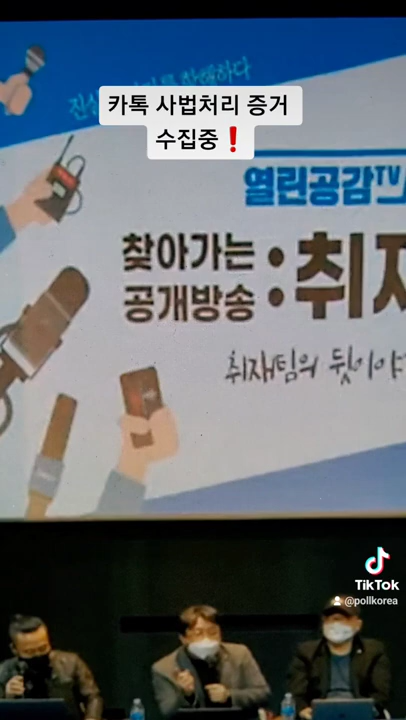 카톡 사법처리 증거
수집중❗
열린공감TV
찾아가는
공개방송
:취재
취재팀의 뒷이야
TikTok
@pollkorea